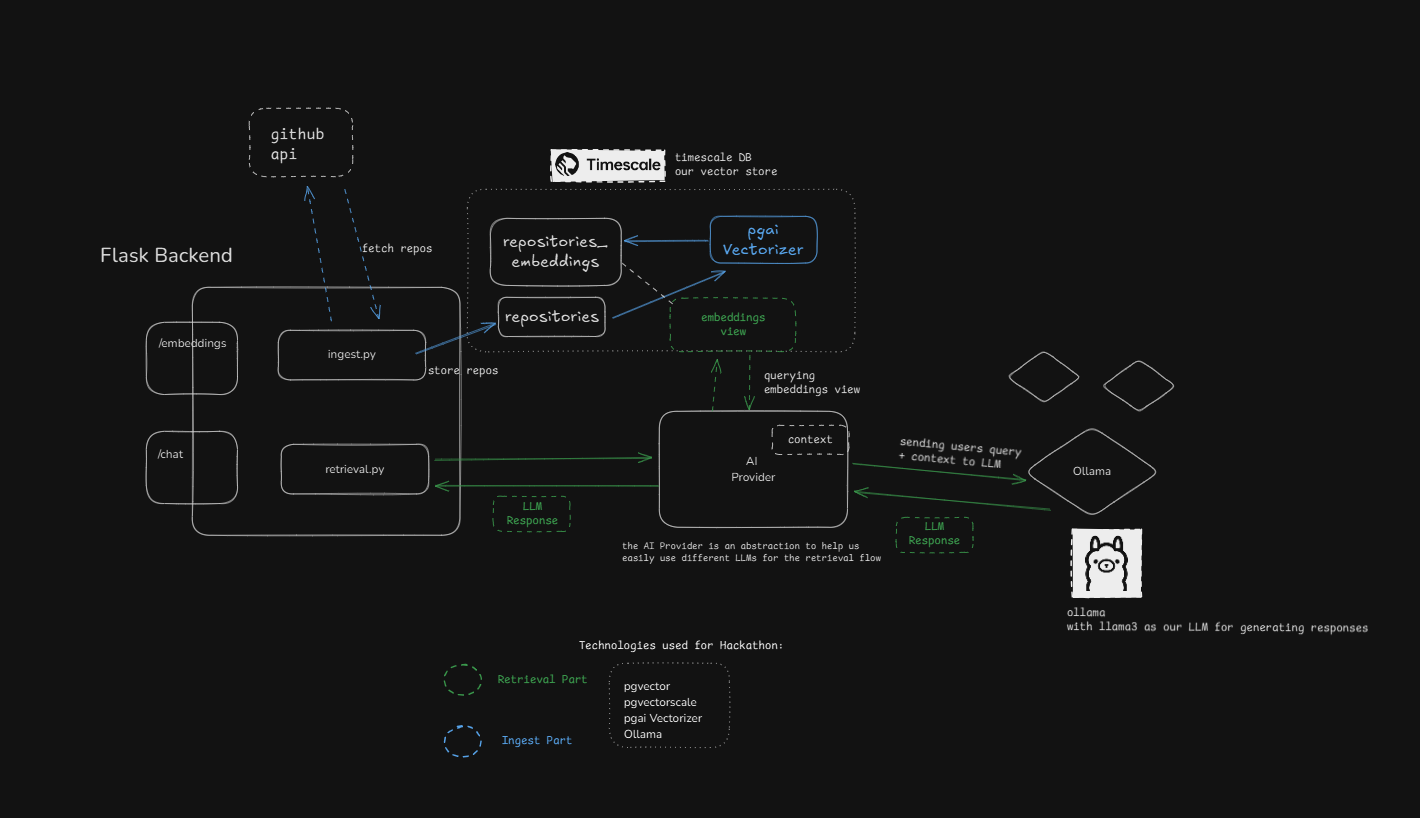 github
api
Timescale
timescale DB
our vector store
fetch repos
Flask Backend
repositories_
embeddings
pgai
Vectorizer
repositories
embeddings
view
/embeddings
ingest.py
store repos
querying
embeddings view
/chat
retrieval.py
context
AI
Provider
sending users query
+ context to LLM
Ollama
LLM
Response
LLM
Response
the AI Provider is an abstraction to help us
easily use different LLMs for the retrieval flow
ollama
with llama3 as our LLM for generating responses
Technologies used for Hackathon:
Retrieval Part
pgvector
pgvectorscale
pgai Vectorizer
Ollama
Ingest Part